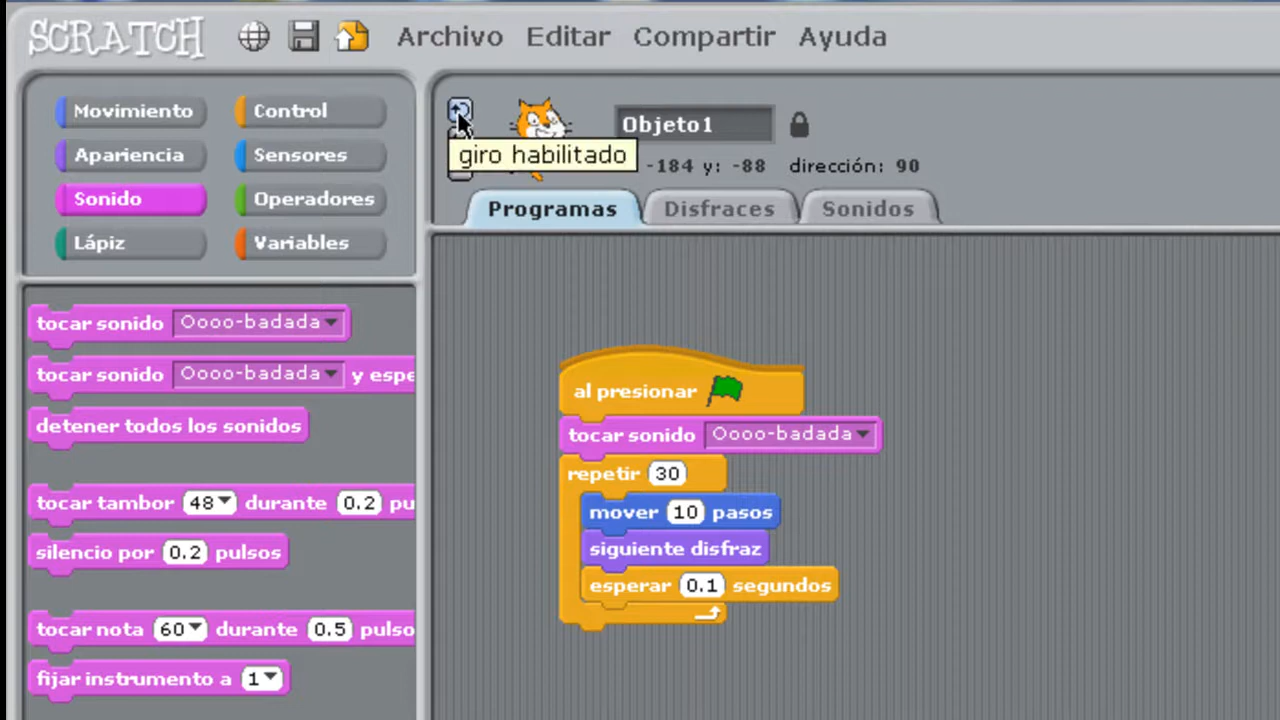 SCRATCH Archivo Editar Compartir Ayuda
Movimiento Control
Apariencia Sensores
Sonido Operadores
Lápiz Variables
Objeto1
giro habilitado
-184 y: -88 dirección: 90
Programas Disfraces Sonidos
tocar sonido Oooo-badada
tocar sonido Oooo-badada y espe
detener todos los sonidos
tocar tambor 48 durante 0.2 pu
silencio por 0.2 pulsos
tocar nota 60 durante 0.5 pulso
fijar instrumento a 1
al presionar
tocar sonido Oooo-badada
repetir 30
mover 10 pasos
siguiente disfraz
esperar 0.1 segundos